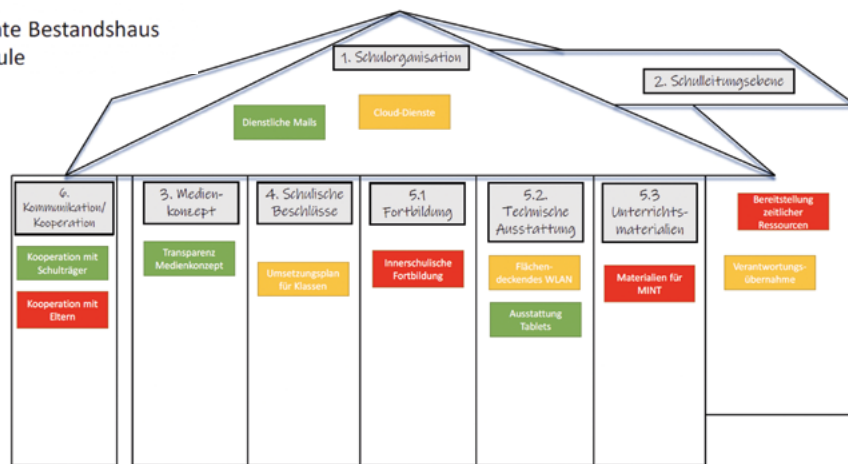 Bestandshaus
1. Schulorganisation
2. Schulleitungsebene
Dienstliche Mails
Cloud-Dienste
6.
Kommunikation/
Kooperation
Kooperation mit
Schulträger
Kooperation mit
Eltern
3. Medien-
konzept
Transparenz
Medienkonzept
4. Schulische
Beschlüsse
Umsetzungsplan
für Klassen
5.1
Fortbildung
Innerschulische
Fortbildung
5.2.
Technische
Ausstattung
Flächen-
deckendes WLAN
Ausstattung
Tablets
5.3
Unterrichts-
materialien
Materialien für
MINT
Bereitstellung
zeitlicher
Ressourcen
Verantwortungs-
übernahme